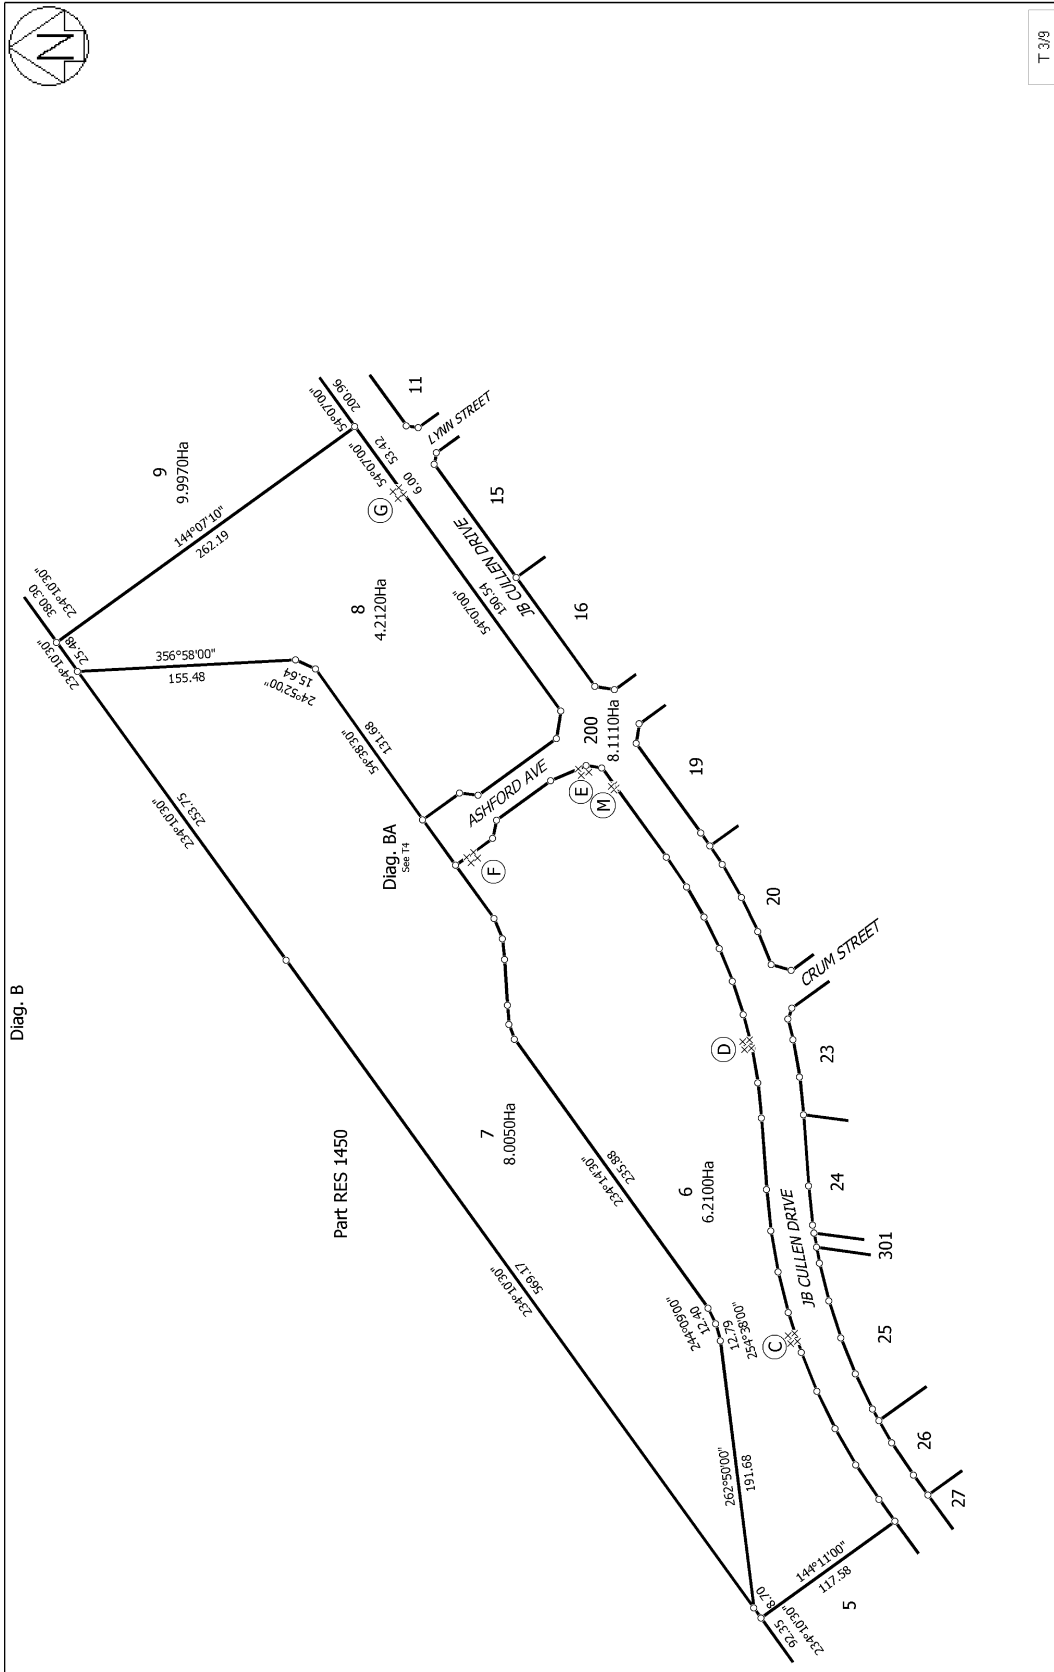 N
T 3/9
Diag. B
380.30
234°10'30"
234°10'30"
25.48
9
9.9970Ha
144°07'10"
262.19
356°58'00"
155.48
24°52'00"
15.64
54°38'30"
131.68
8
4.2120Ha
200.96
54°07'00"
53.42
54°07'00"
6.00
G
11
LYNN STREET
15
JB CULLEN DRIVE
190.54
54°07'00"
16
253.75
234°10'30"
Diag. BA
See T4
ASHFORD AVE
200
8.1110Ha
E
M
F
19
20
CRUM STREET
D
23
Part RES 1450
7
8.0050Ha
235.88
234°14'30"
6
6.2100Ha
24
301
JB CULLEN DRIVE
569.17
234°10'30"
244°09'00"
12.40
12.79
254°38'00"
C
25
262°50'00"
191.68
26
27
144°11'00"
117.58
8.70
92.35
234°10'30"
5